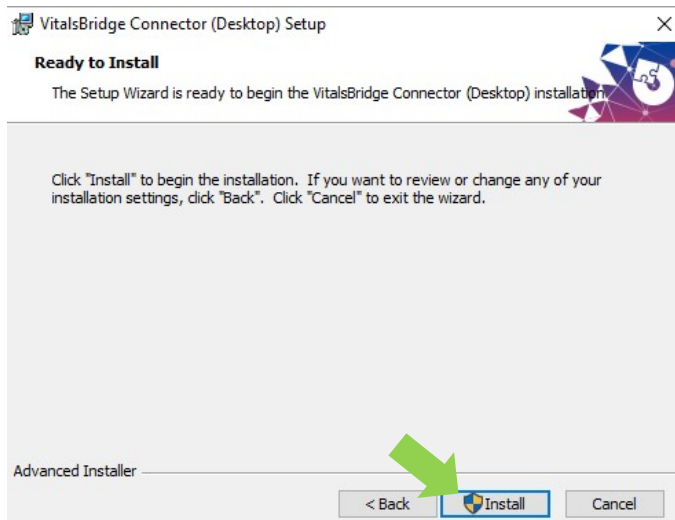 VitalsBridge Connector (Desktop) Setup
Ready to Install
The Setup Wizard is ready to begin the VitalsBridge Connector (Desktop) installation
Click "Install" to begin the installation. If you want to review or change any of your
installation settings, click "Back". Click "Cancel" to exit the wizard.
Advanced Installer
< Back Install Cancel